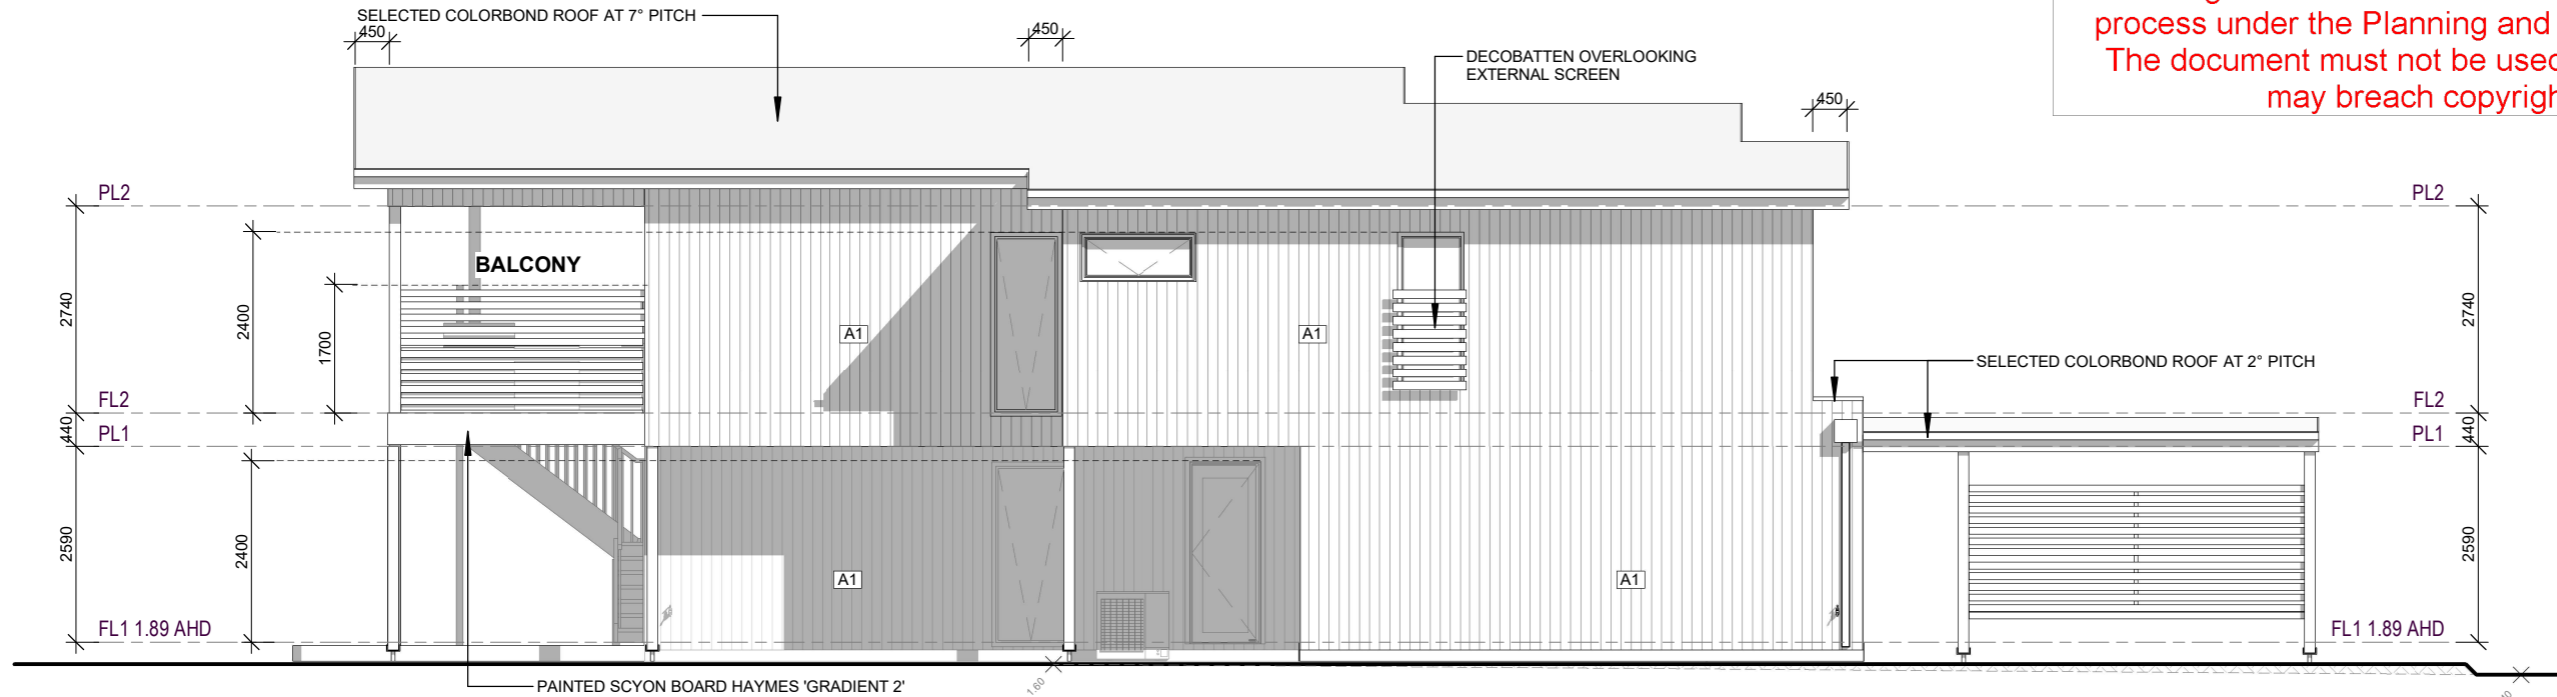 SELECTED COLORBOND ROOF AT 7° PITCH
450
450
DECOBATTEN OVERLOOKING
EXTERNAL SCREEN
process under the Planning and
The document must not be used
may breach copyright
450
PL2
PL2
BALCONY
2740
2400
1700
A1
A1
2740
SELECTED COLORBOND ROOF AT 2° PITCH
FL2
FL2
440
PL1
PL1
440
2590
2400
A1
A1
2590
FL1 1.89 AHD
FL1 1.89 AHD
PAINTED SCYON BOARD HAYMES 'GRADIENT 2'
1.60